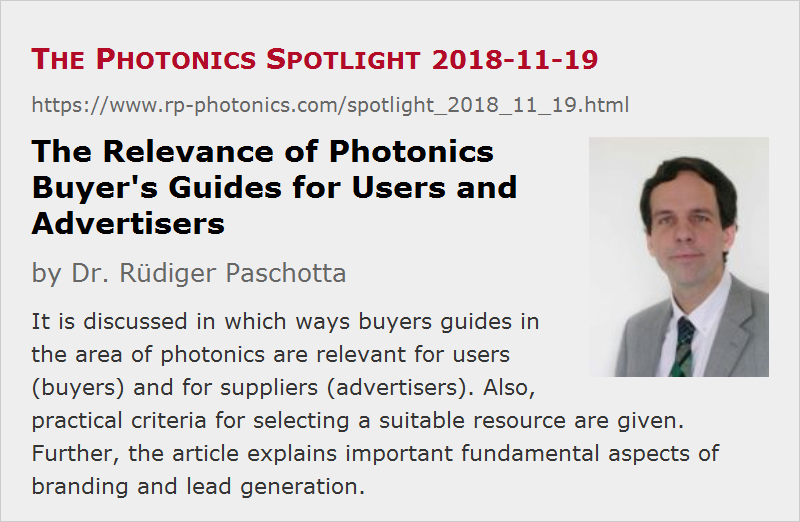 The Photonics Spotlight 2018-11-19
https://www.rp-photonics.com/spotlight_2018_11_19.html
The Relevance of Photonics
Buyer's Guides for Users and
Advertisers
by Dr. Rüdiger Paschotta
It is discussed in which ways buyers guides in
the area of photonics are relevant for users
(buyers) and for suppliers (advertisers). Also,
practical criteria for selecting a suitable resource are given.
Further, the article explains important fundamental aspects of
branding and lead generation.